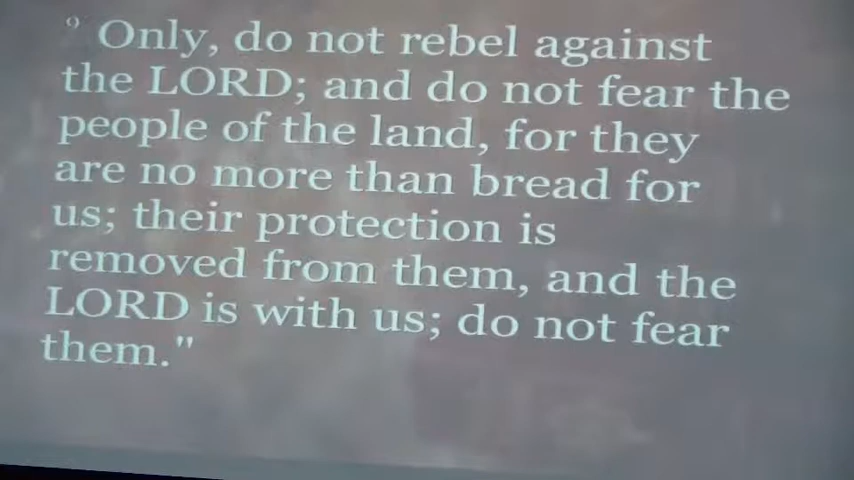 9 Only, do not rebel against
the LORD; and do not fear the
people of the land, for they
are no more than bread for
us; their protection is
removed from them, and the
LORD is with us; do not fear
them."